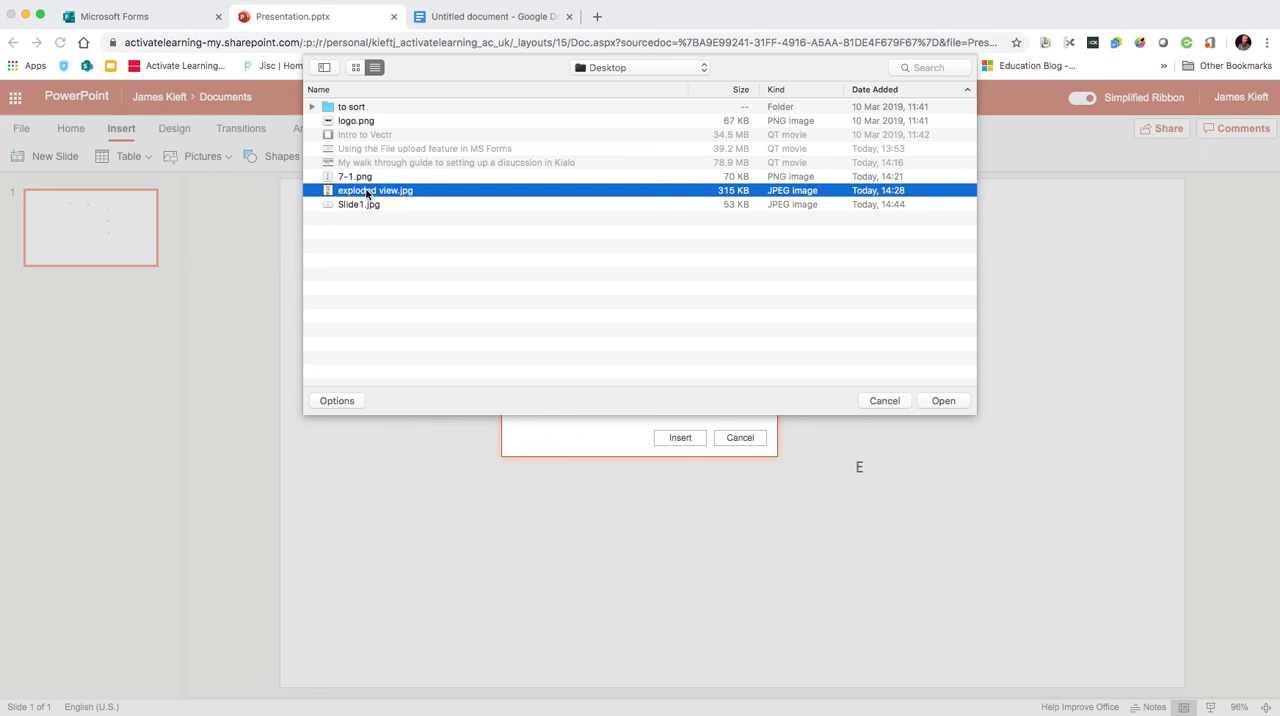 Microsoft Forms
Presentation.pptx
Untitled document - Google Do
activatelearning-my.sharepoint.com/:p:/r/personal/kieftj_activatelearning_ac_uk/_layouts/15/Doc.aspx?sourcedoc=%7BA9E99241-31FF-4916-A5AA-81DE4F679F67%7D&file=Pres...
Apps
Activate Learning...
Jisc | Hom
Education Blog -...
»
Other Bookmarks
Desktop
Search
PowerPoint
James Kieft > Documents
Simplified Ribbon
James Kieft
File
Home
Insert
Design
Transitions
Share
Comments
New Slide
Table
Pictures
Shapes
Name
Size
Kind
Date Added
to sort
--
Folder
10 Mar 2019, 11:41
logo.png
67 KB
PNG image
10 Mar 2019, 11:41
Intro to Vectr
34.5 MB
QT movie
10 Mar 2019, 11:42
Using the File upload feature in MS Forms
39.2 MB
QT movie
Today, 13:53
My walk through guide to setting up a disucssion in Kialo
78.9 MB
QT movie
Today, 14:16
7-1.png
70 KB
PNG image
Today, 14:21
exploded view.jpg
315 KB
JPEG image
Today, 14:28
Slide1.jpg
53 KB
JPEG image
Today, 14:44
1
Options
Cancel
Open
Insert
Cancel
E
Slide 1 of 1
English (U.S.)
Help Improve Office
Notes
96%